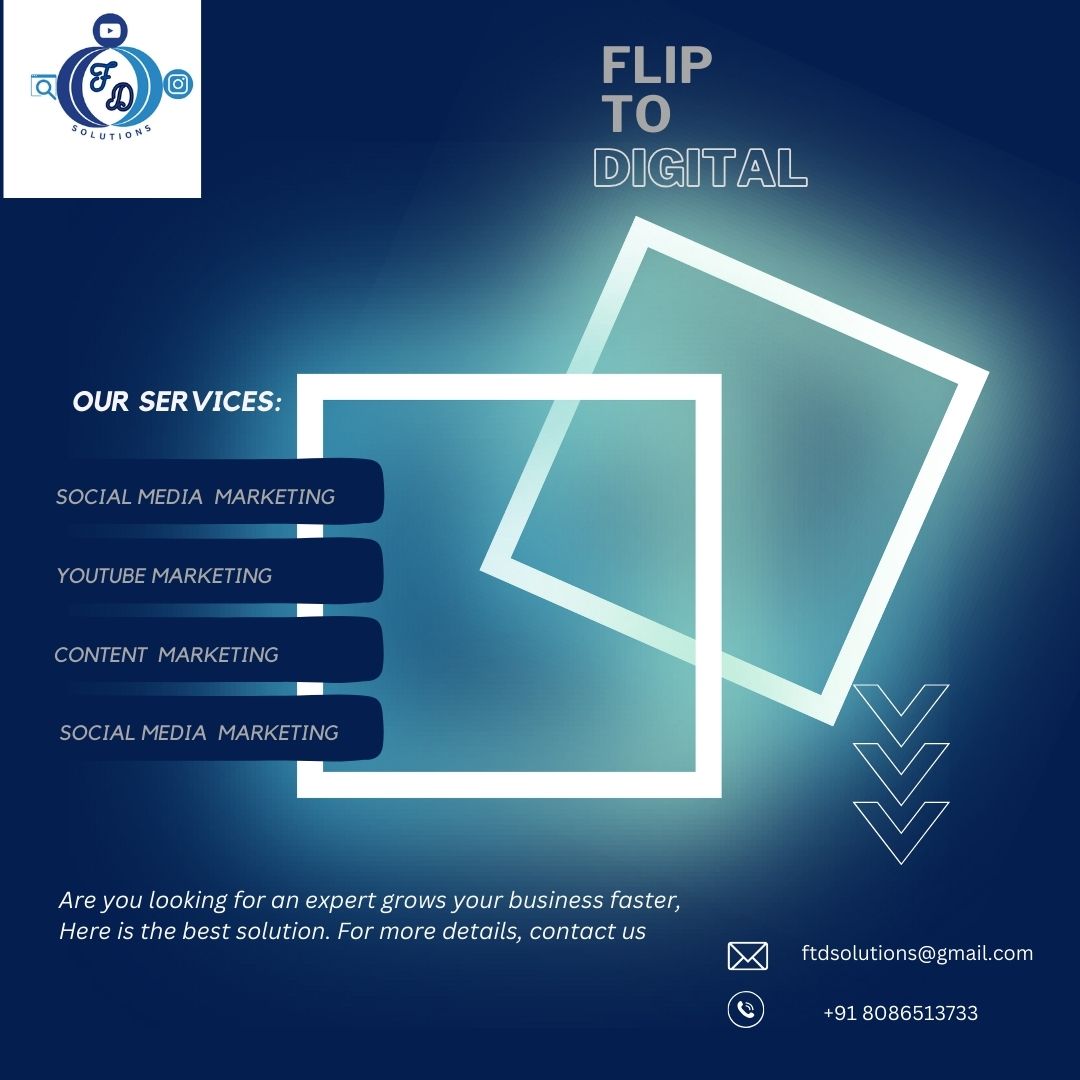 FD
SOLUTIONS
FLIP
TO
DIGITAL
OUR SERVICES:
SOCIAL MEDIA MARKETING
YOUTUBE MARKETING
CONTENT MARKETING
SOCIAL MEDIA MARKETING
Are you looking for an expert grows your business faster,
Here is the best solution. For more details, contact us
ftdsolutions@gmail.com
+91 8086513733